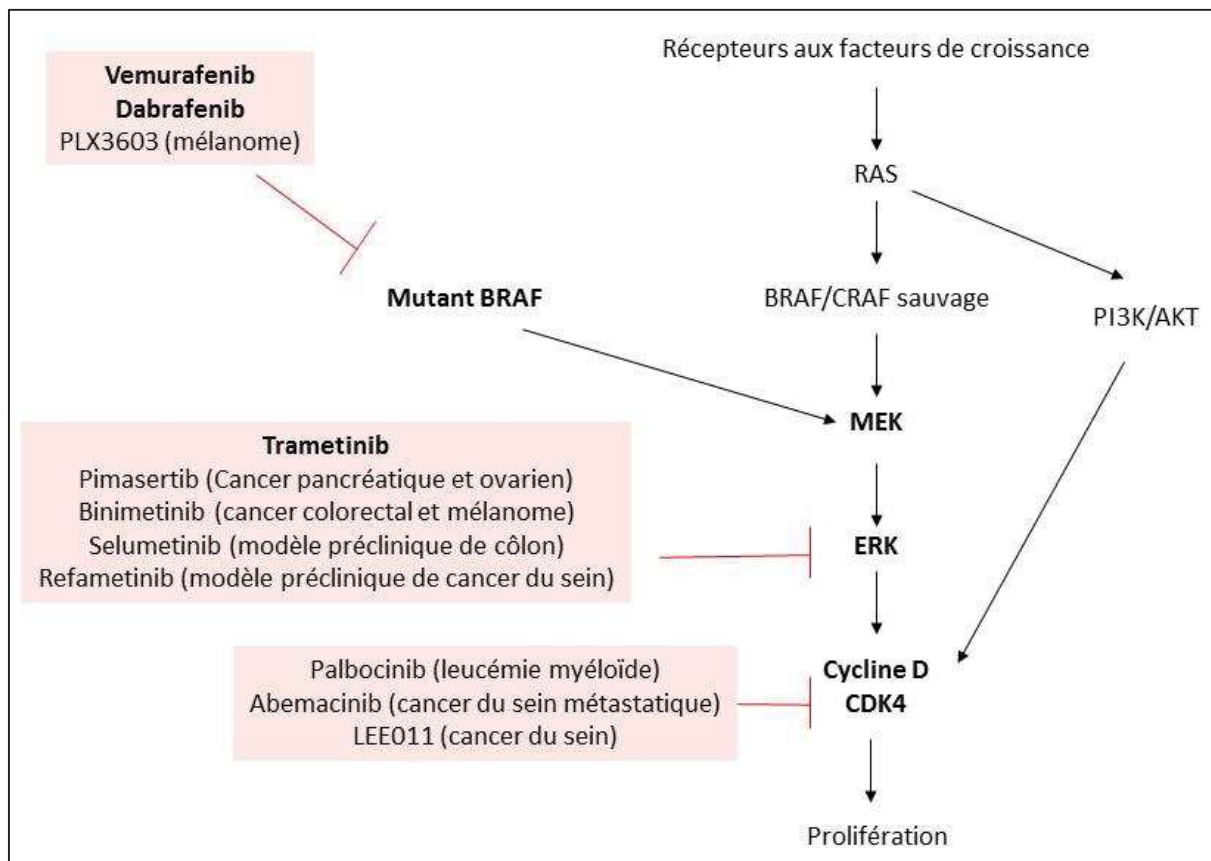 Récepteurs aux facteurs de croissance
Vemurafenib
Dabrafenib
PLX3603 (mélanome)
RAS
Mutant BRAF
BRAF/CRAF sauvage
PI3K/AKT
MEK
Trametinib
Pimasertib (Cancer pancréatique et ovarien)
Binimetinib (cancer colorectal et mélanome)
Selumetinib (modèle préclinique de côlon)
Refametinib (modèle préclinique de cancer du sein)
ERK
Palbocinib (leucémie myéloïde)
Abemacinib (cancer du sein métastatique)
LEE011 (cancer du sein)
Cycline D
CDK4
Prolifération